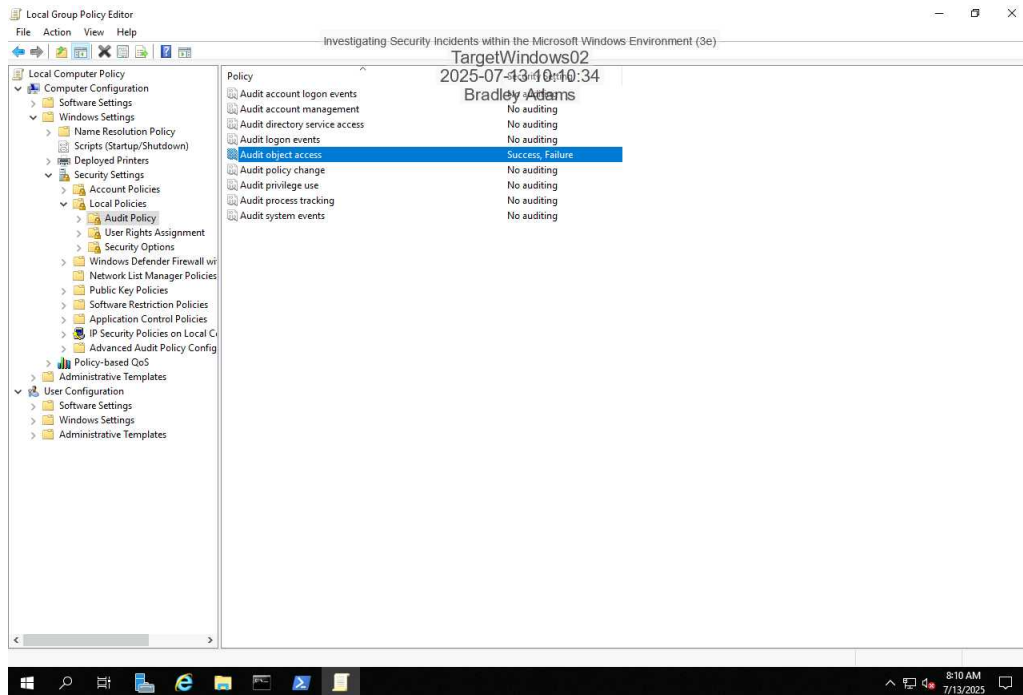 Local Group Policy Editor
File Action View Help
Investigating Security Incidents within the Microsoft Windows Environment (3e)
TargetWindows02
2025-07-13 10:10:34
Bradley Adams
Local Computer Policy
Computer Configuration
Software Settings
Windows Settings
Name Resolution Policy
Scripts (Startup/Shutdown)
Deployed Printers
Security Settings
Account Policies
Local Policies
Audit Policy
User Rights Assignment
Security Options
Windows Defender Firewall wi
Network List Manager Policies
Public Key Policies
Software Restriction Policies
Application Control Policies
IP Security Policies on Local C
Advanced Audit Policy Config
Policy-based QoS
Administrative Templates
User Configuration
Software Settings
Windows Settings
Administrative Templates
Policy Security Setting
Audit account logon events No auditing
Audit account management No auditing
Audit directory service access No auditing
Audit logon events No auditing
Audit object access Success, Failure
Audit policy change No auditing
Audit privilege use No auditing
Audit process tracking No auditing
Audit system events No auditing
8:10 AM
7/13/2025